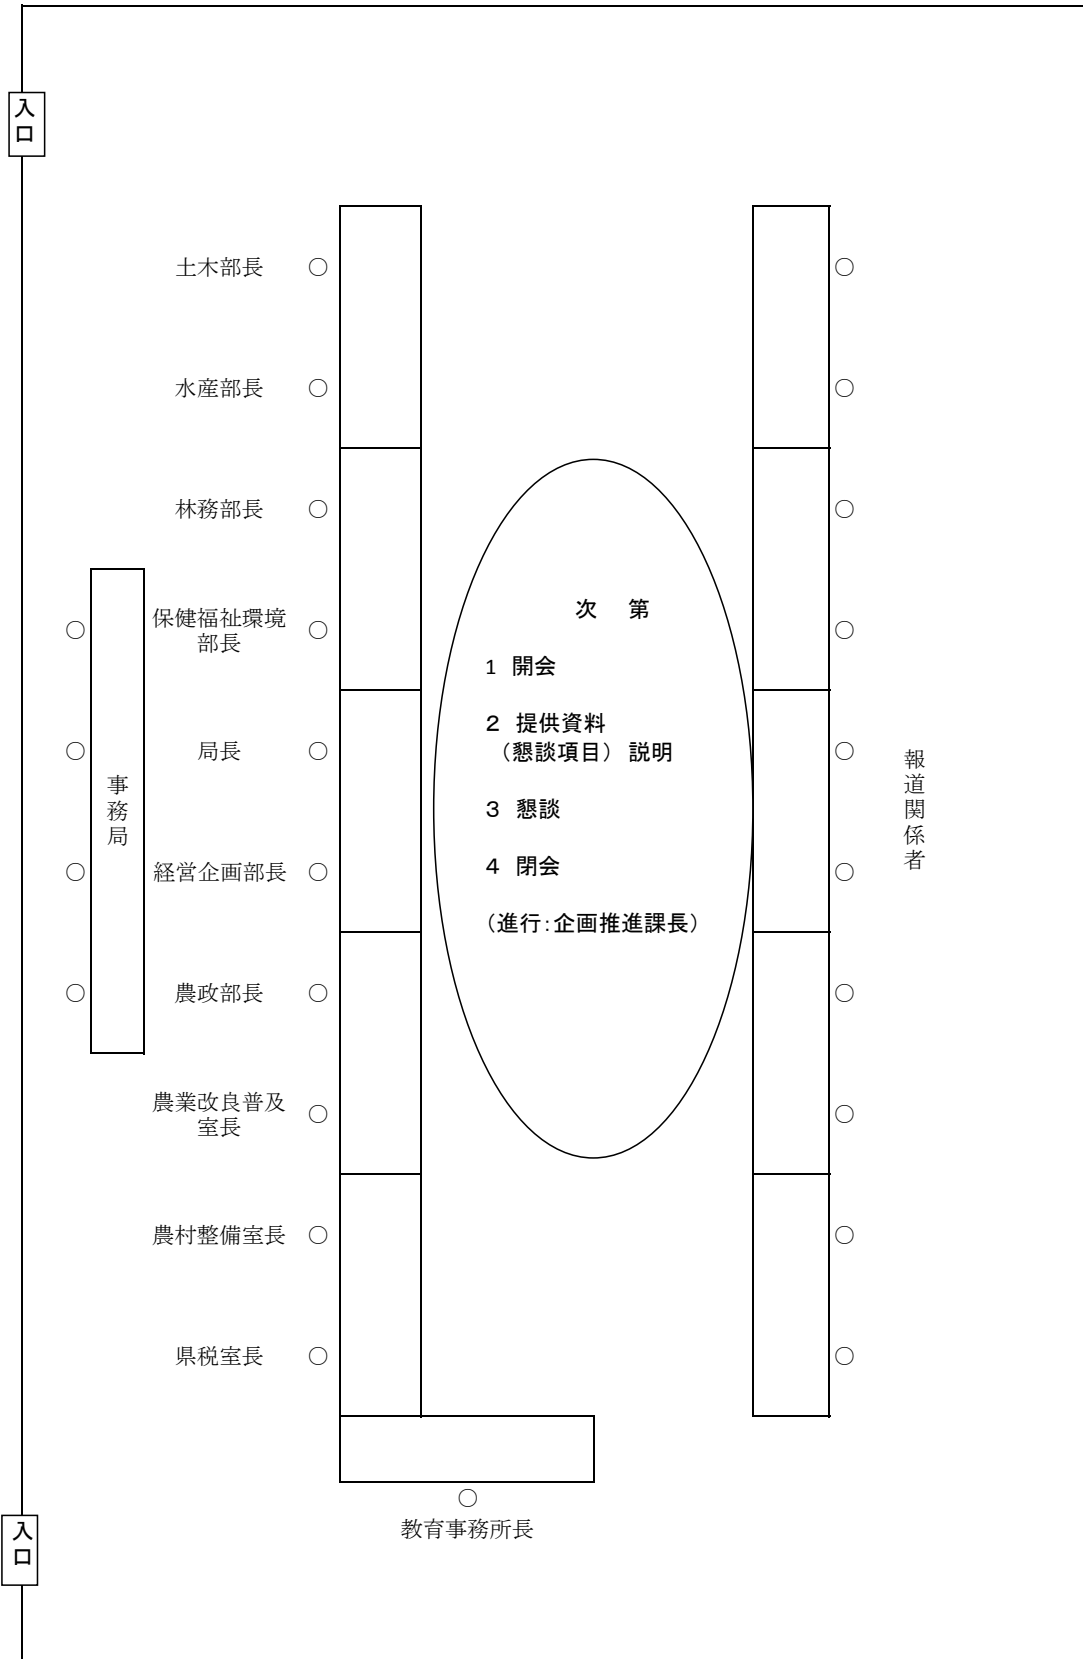 入
口
土木部長 ○ ○
水産部長 ○ ○
林務部長 ○ ○
○ 保健福祉環境
部長 ○ ○
○ 局長 ○ ○
○ 経営企画部長 ○ ○
○ 農政部長 ○ ○
農業改良普及
室長 ○ ○
農村整備室長 ○ ○
県税室長 ○ ○
○
教育事務所長
事務局
次 第
1 開会
2 提供資料
（懇談項目）説明
3 懇談
4 閉会
（進行：企画推進課長）
報道関係者
入
口